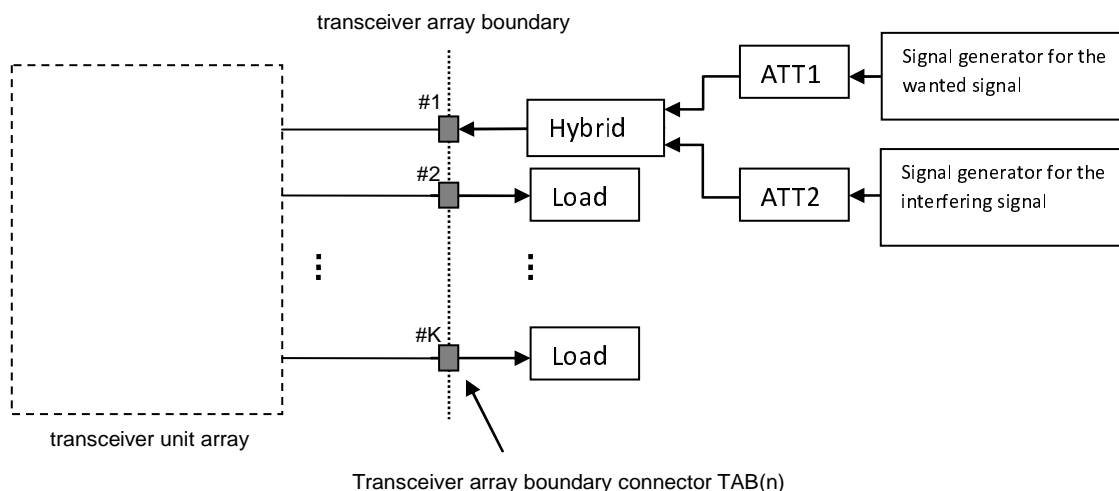 transceiver array boundary
Signal generator for the
wanted signal
ATT1
#1
Hybrid
#2
Load
ATT2
Signal generator for the
interfering signal
#K
Load
transceiver unit array
Transceiver array boundary connector TAB(n)